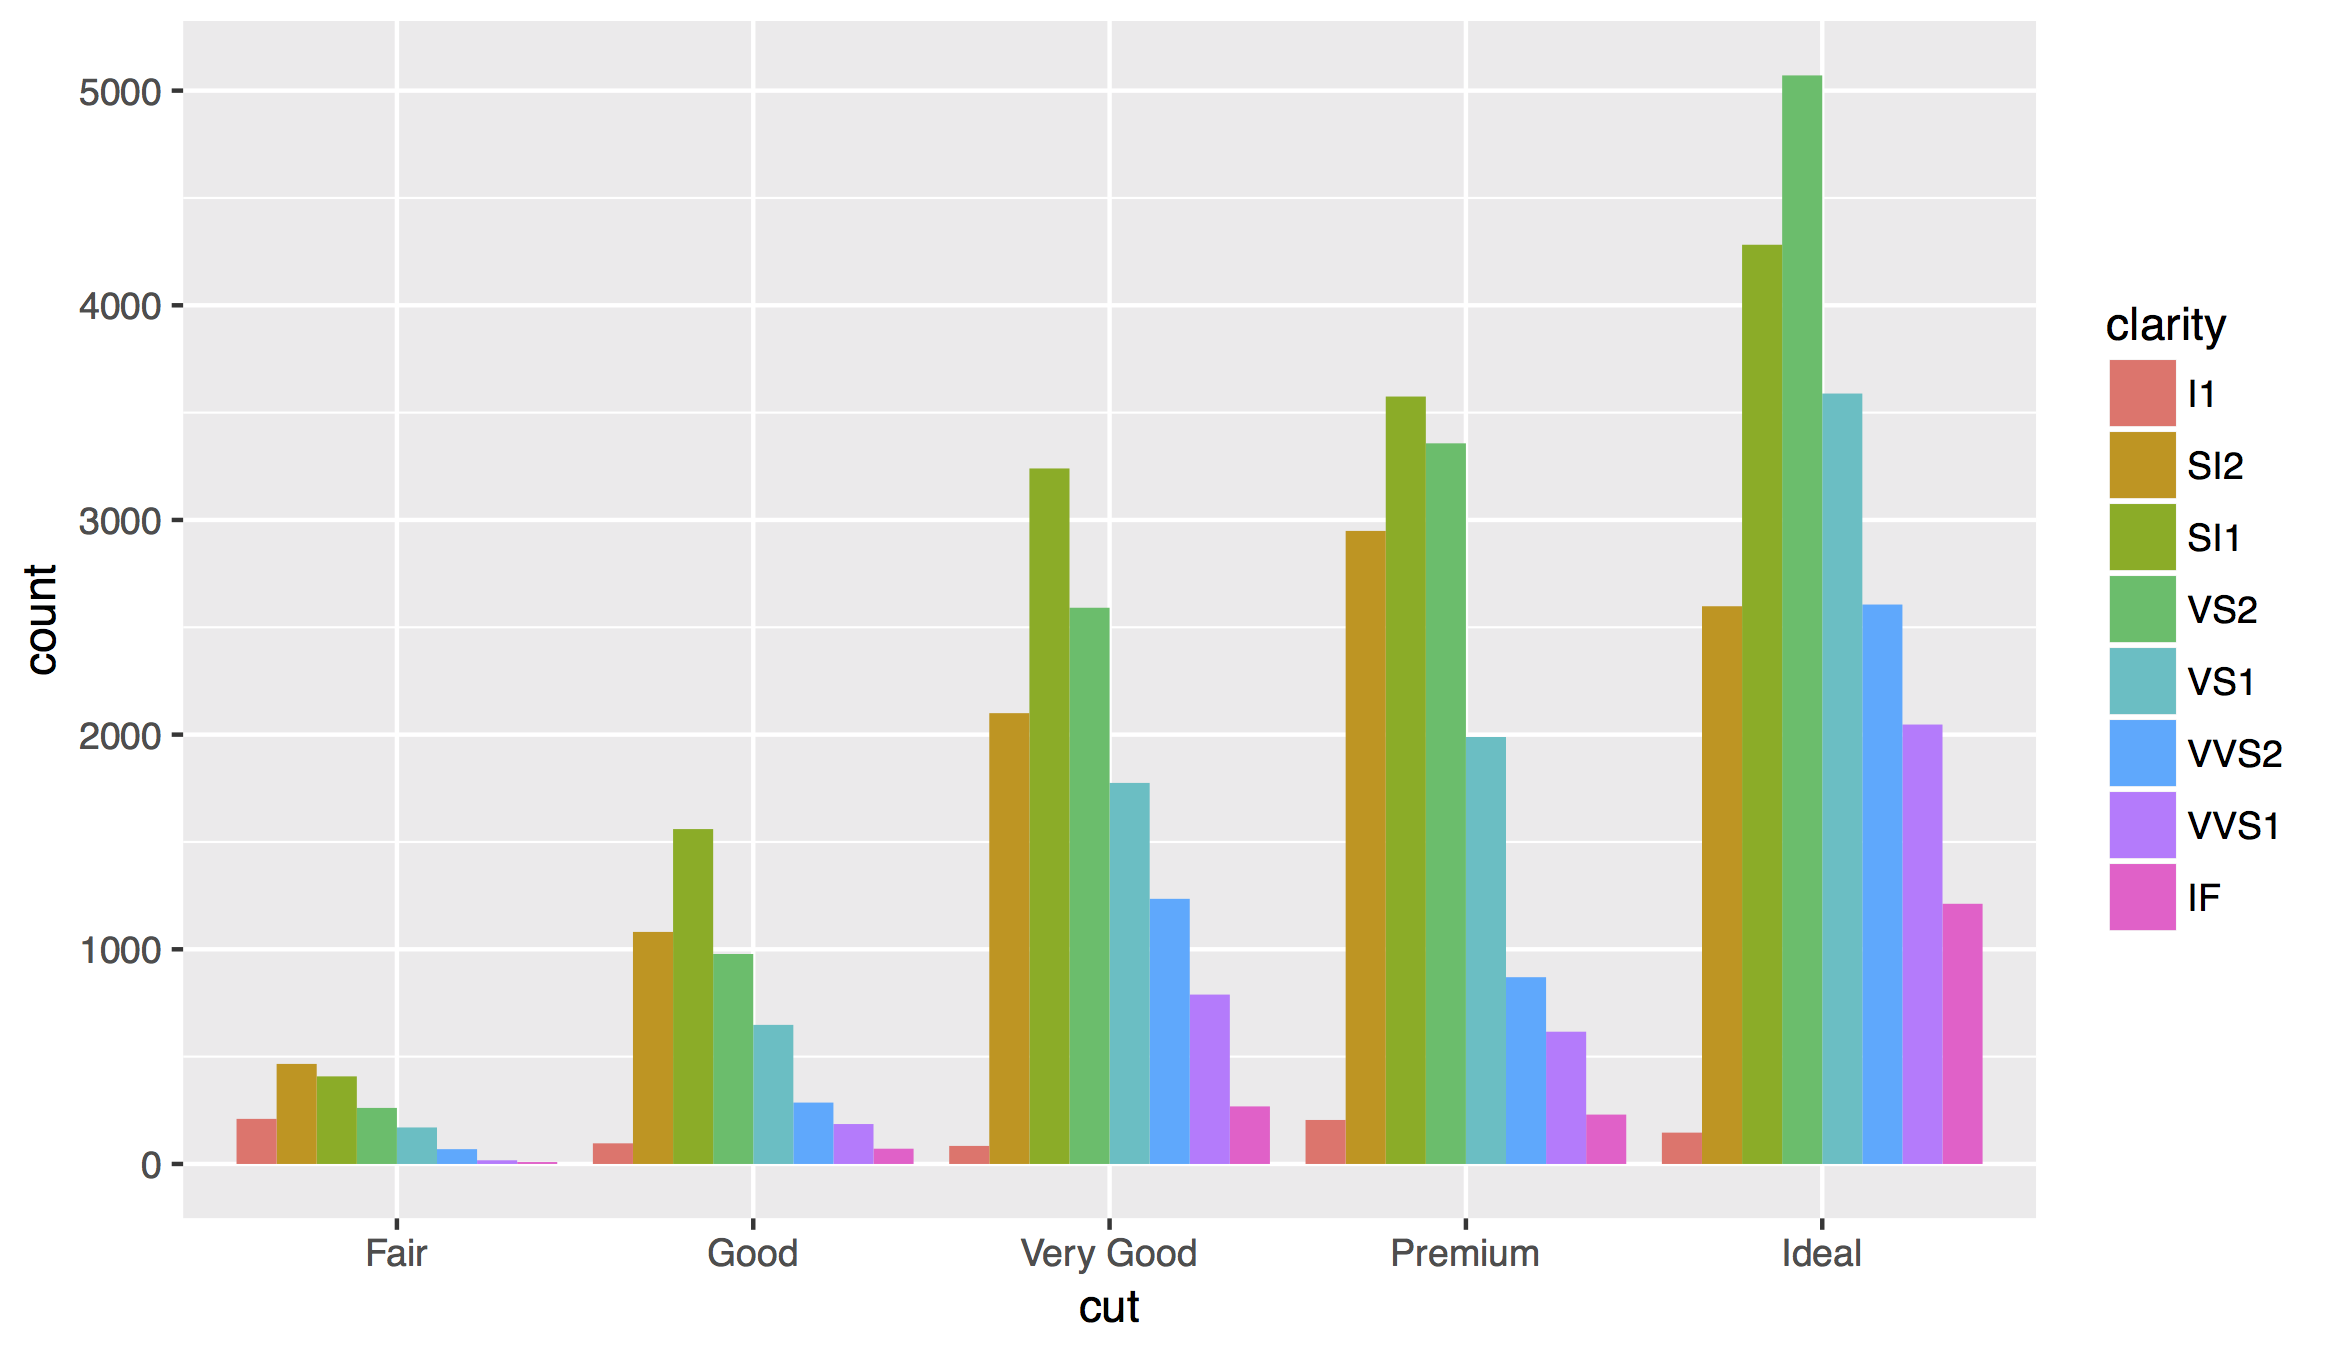 5000
4000
3000
2000
1000
0
count
Fair Good Very Good Premium Ideal
cut
clarity
I1
SI2
SI1
VS2
VS1
VVS2
VVS1
IF